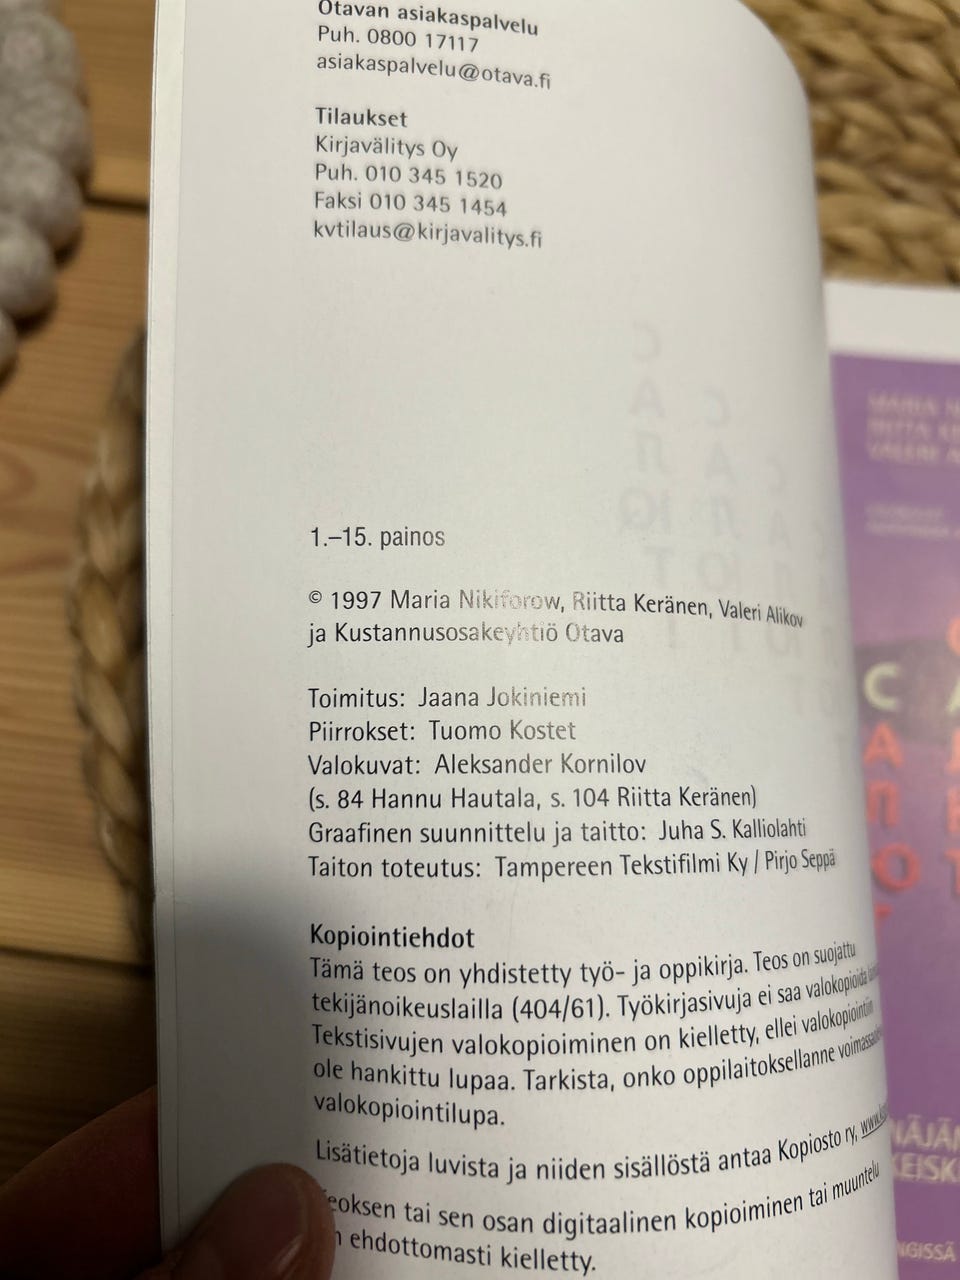 Otavan asiakaspalvelu
Puh. 0800 17117
asiakaspalvelu@otava.fi
Tilaukset
Kirjavälitys Oy
Puh. 010 345 1520
Faksi 010 345 1454
kvtilaus@kirjavalitys.fi
1.–15. painos
© 1997 Maria Nikiforow, Riitta Keränen, Valeri Alikov
ja Kustannusosakeyhtiö Otava
Toimitus: Jaana Jokiniemi
Piirrokset: Tuomo Kostet
Valokuvat: Aleksander Kornilov
(s. 84 Hannu Hautala, s. 104 Riitta Keränen)
Graafinen suunnittelu ja taitto: Juha S. Kalliolahti
Taiton toteutus: Tampereen Tekstifilmi Ky / Pirjo Seppä
Kopiointiehdot
Tämä teos on yhdistetty työ- ja oppikirja. Teos on suojattu
tekijänoikeuslailla (404/61). Työkirjasivuja ei saa valokopioida
Tekstisivujen valokopioiminen on kielletty, ellei valokopiointiin
ole hankittu lupaa. Tarkista, onko oppilaitoksellanne
valokopiointilupa.
Lisätietoja luvista ja niiden sisällöstä antaa Kopiosto ry,
eoksen tai sen osan digitaalinen kopioiminen tai muuntelu
ehdottomasti kielletty.
MARIA
RIITTA
VALERI
С
А
Л
Ю
Т